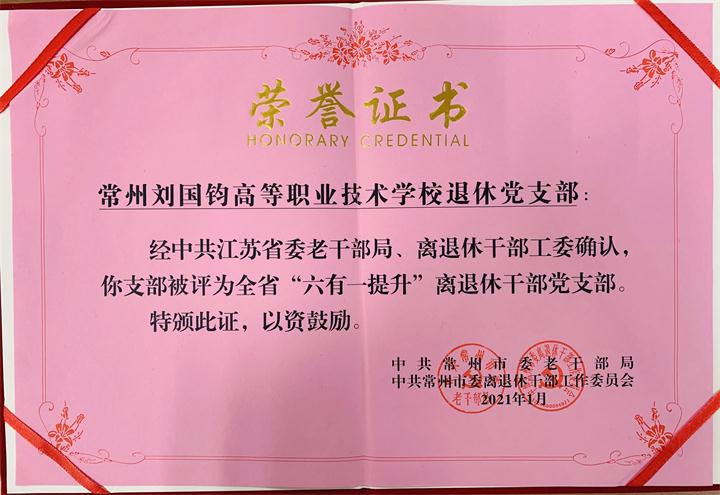 荣誉证书
HONORARY CREDENTIAL
常州刘国钧高等职业技术学校退休党支部：
经中共江苏省委老干部局、离退休干部工委确认，
你支部被评为全省“六有一提升”离退休干部党支部。
特颁此证，以资鼓励。
中共常州市委老干部局
中共常州市委离退休干部工作委员会
2021年1月